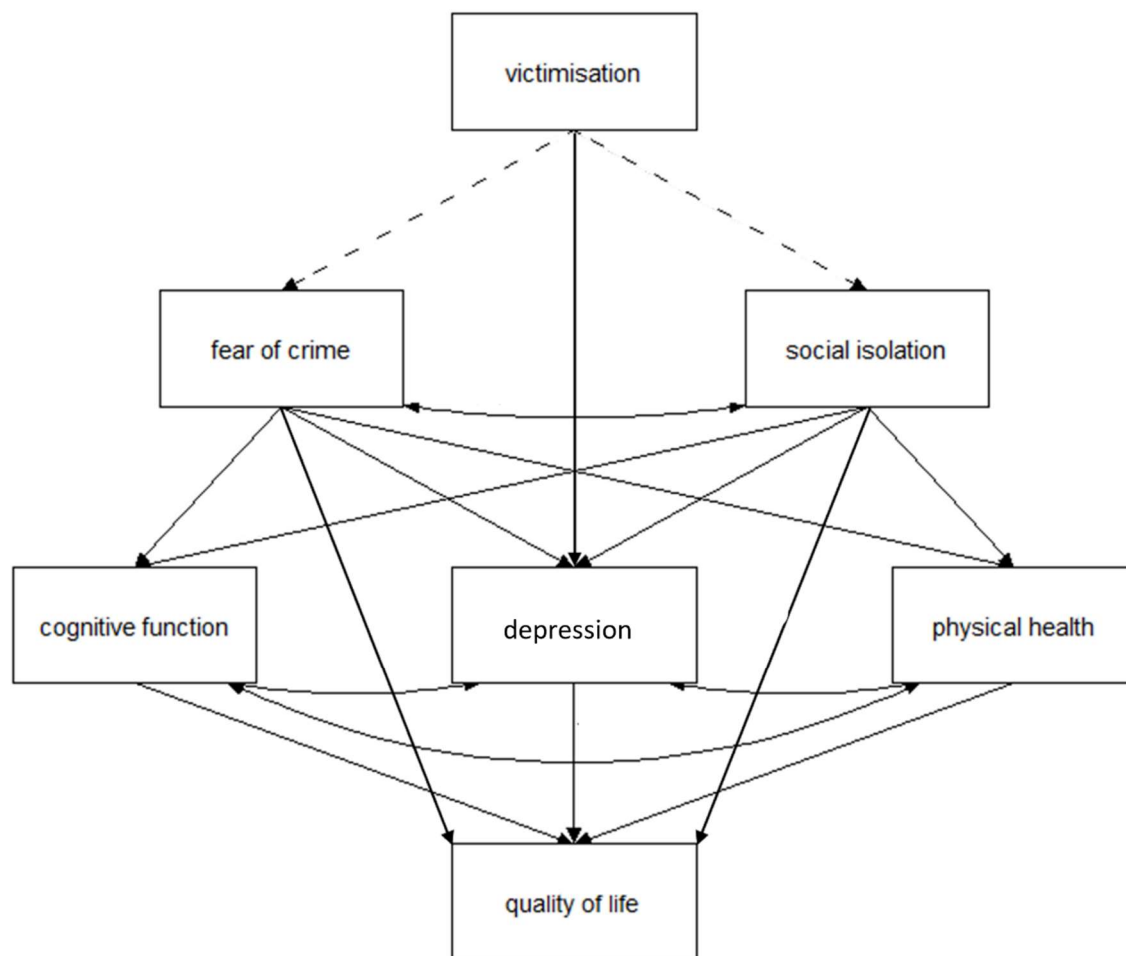 victimisation
fear of crime
social isolation
cognitive function
depression
physical health
quality of life